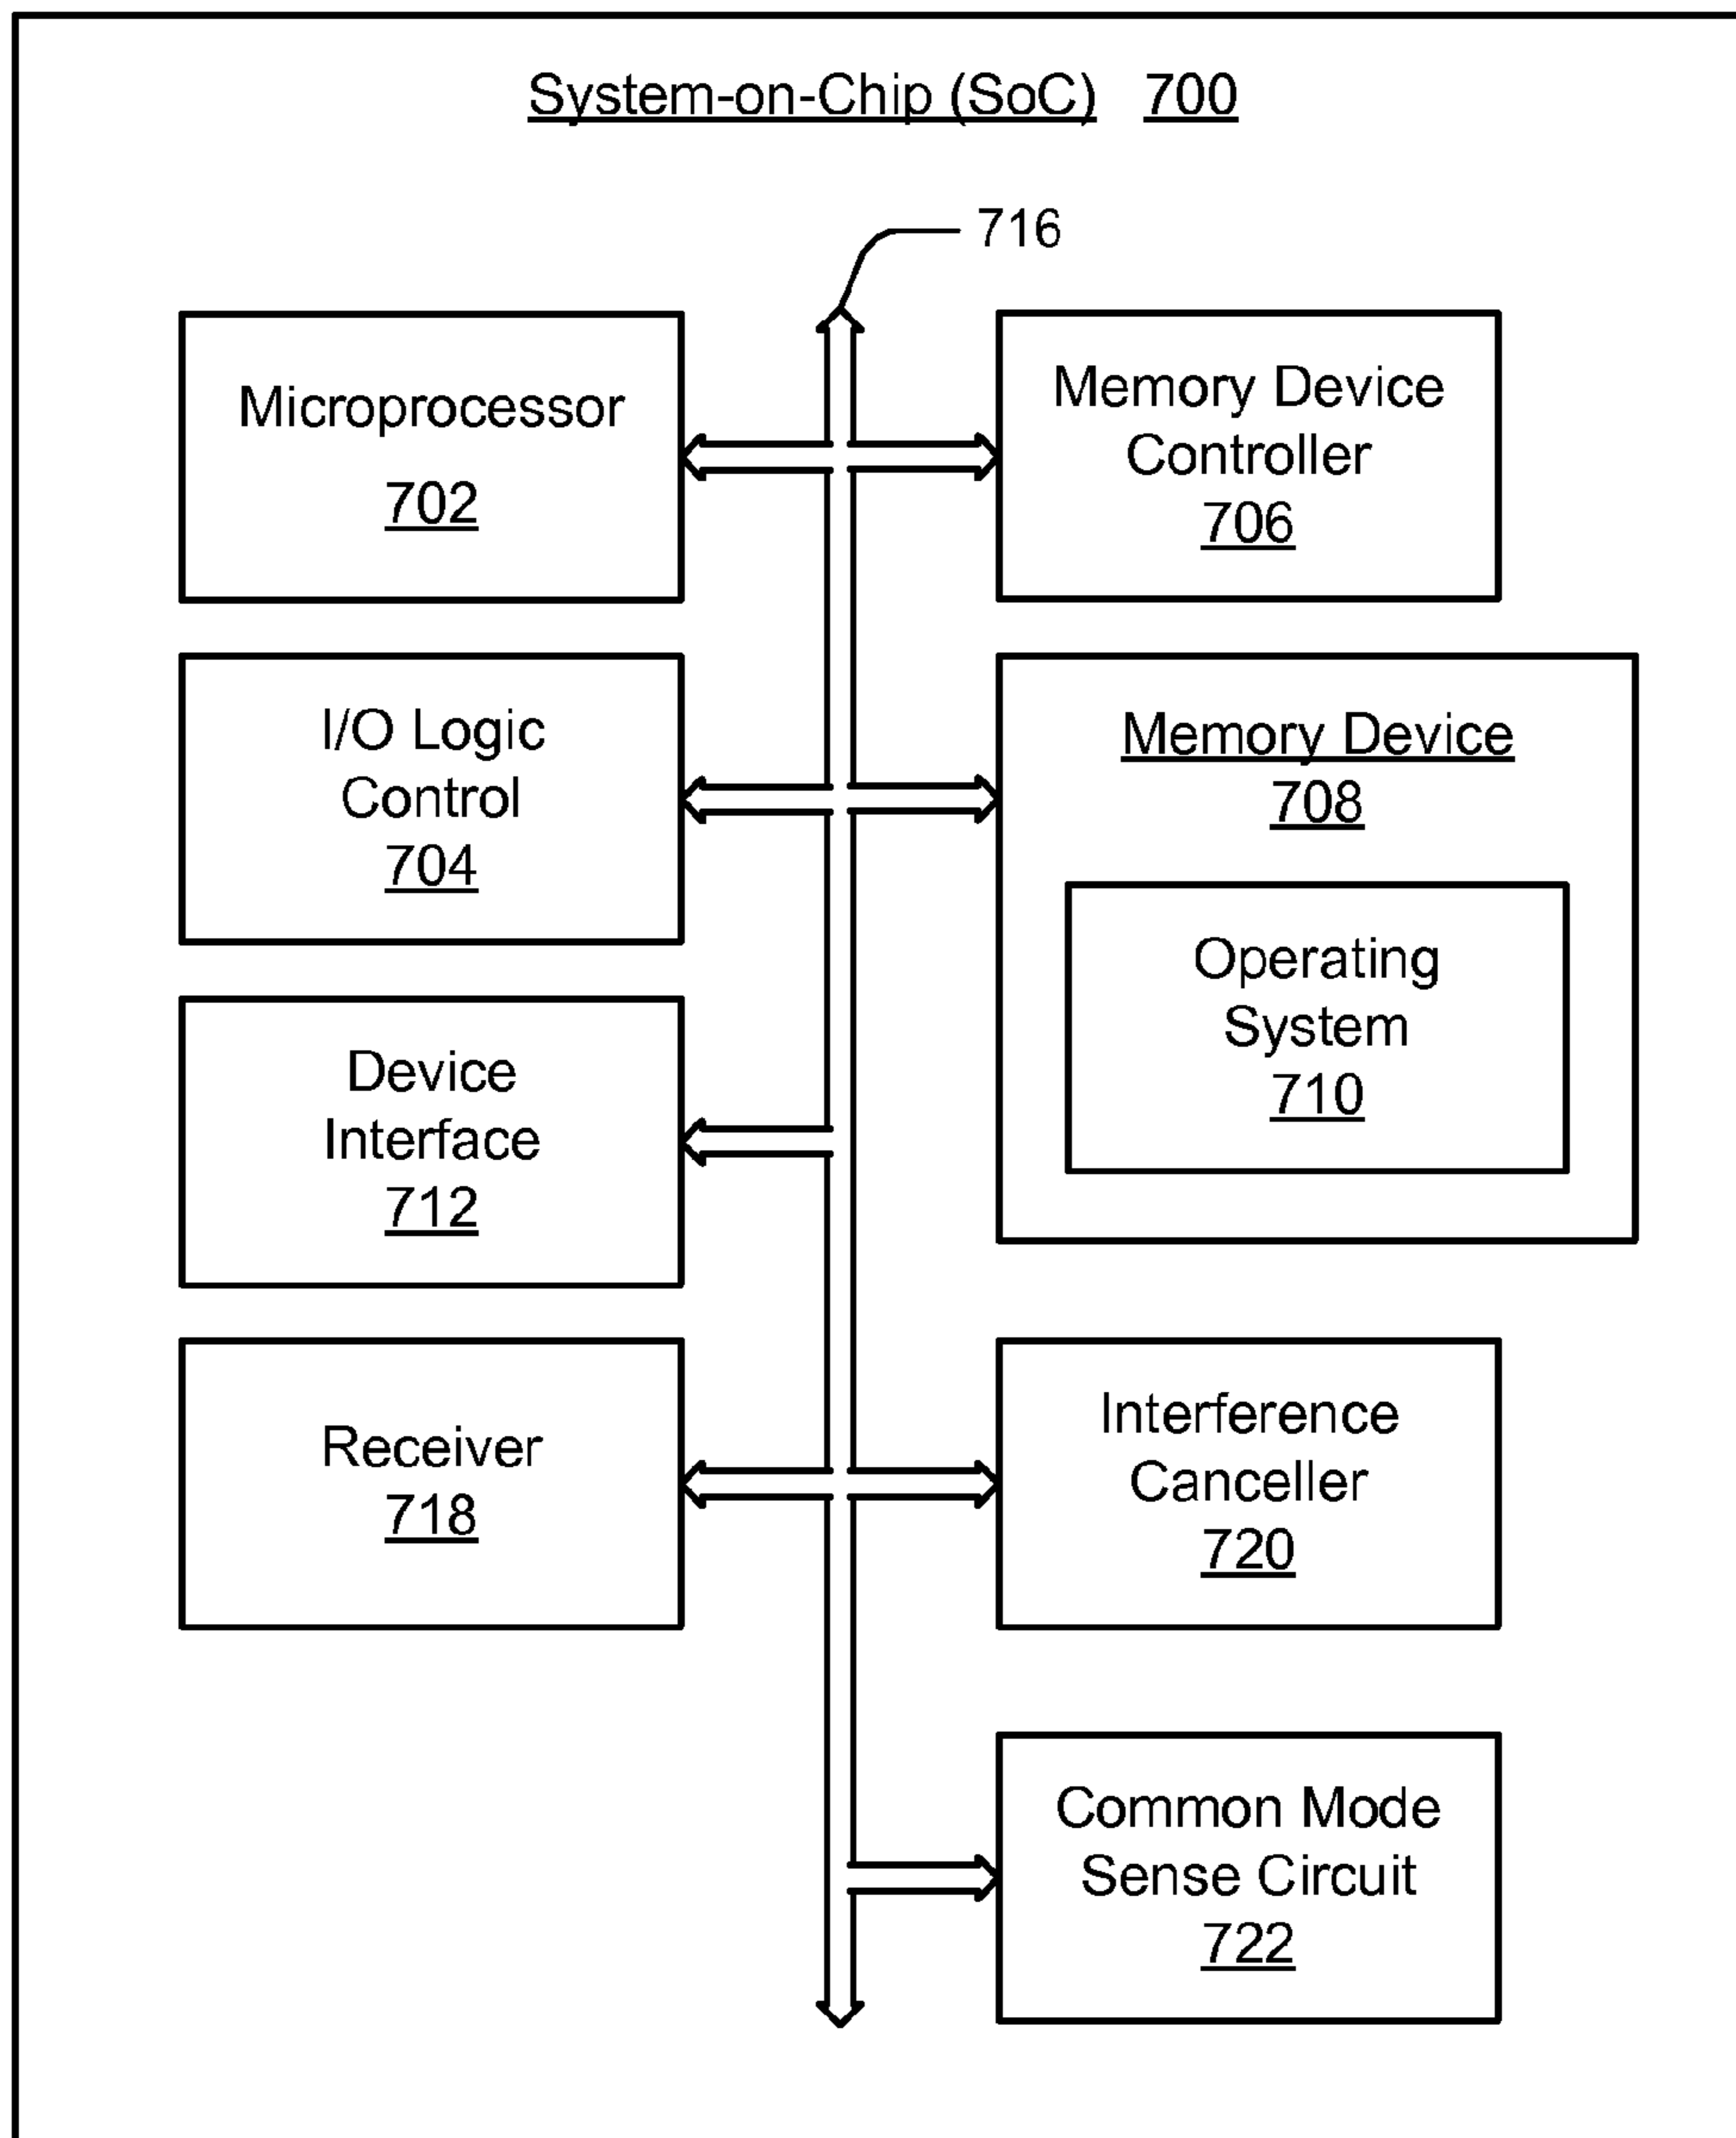 System-on-Chip (SoC) 700
716
Microprocessor
702
Memory Device
Controller
706
I/O Logic
Control
704
Memory Device
708
Operating
System
710
Device
Interface
712
Receiver
718
Interference
Canceller
720
Common Mode
Sense Circuit
722